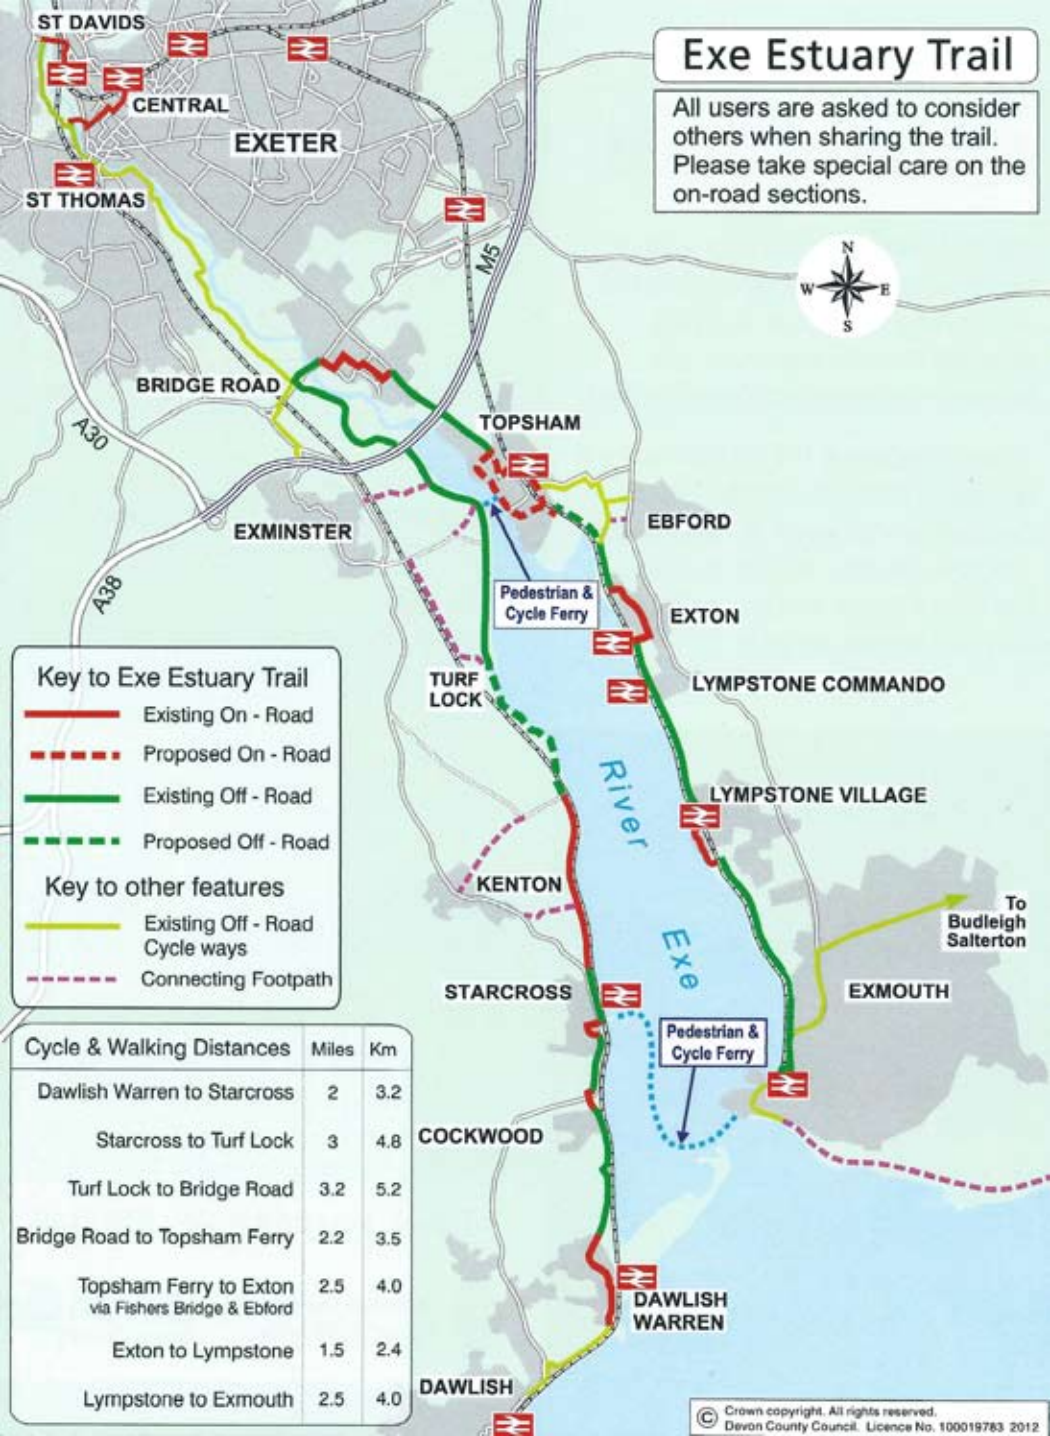 Exe Estuary Trail
All users are asked to consider
others when sharing the trail.
Please take special care on the
on-road sections.
ST DAVIDS
CENTRAL
EXETER
ST THOMAS
M5
N
W
E
S
BRIDGE ROAD
A30
TOPSHAM
EXMINSTER
EBFORD
A38
Pedestrian &
Cycle Ferry
EXTON
TURF
LOCK
LYMPSTONE COMMANDO
River
Exe
LYMPSTONE VILLAGE
KENTON
To
Budleigh
Salterton
STARCROSS
EXMOUTH
Pedestrian &
Cycle Ferry
COCKWOOD
DAWLISH
WARREN
DAWLISH
Key to Exe Estuary Trail
Existing On - Road
Proposed On - Road
Existing Off - Road
Proposed Off - Road
Key to other features
Existing Off - Road
Cycle ways
Connecting Footpath
Cycle & Walking Distances Miles Km
Dawlish Warren to Starcross 2 3.2
Starcross to Turf Lock 3 4.8
Turf Lock to Bridge Road 3.2 5.2
Bridge Road to Topsham Ferry 2.2 3.5
Topsham Ferry to Exton 2.5 4.0
via Fishers Bridge & Ebford
Exton to Lympstone 1.5 2.4
Lympstone to Exmouth 2.5 4.0
© Crown copyright. All rights reserved.
Devon County Council. Licence No. 100019783 2012